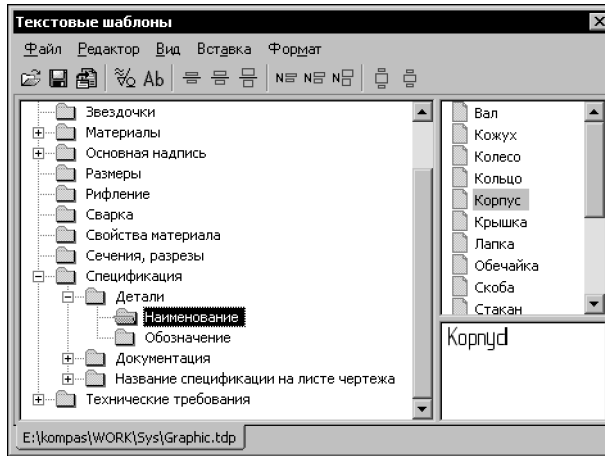 Текстовые шаблоны
Файл Редактор Вид Вставка Формат
Ab N N N
Звездочки
Материалы
Основная надпись
Размеры
Рифление
Сварка
Свойства материала
Сечения, разрезы
Спецификация
Детали
Наименование
Обозначение
Документация
Название спецификации на листе чертежа
Технические требования
Вал
Кожух
Колесо
Кольцо
Корпус
Крышка
Лапка
Обечайка
Скоба
Стакан
Корпус
E:\kompas\WORK\Sys\Graphic.tdp